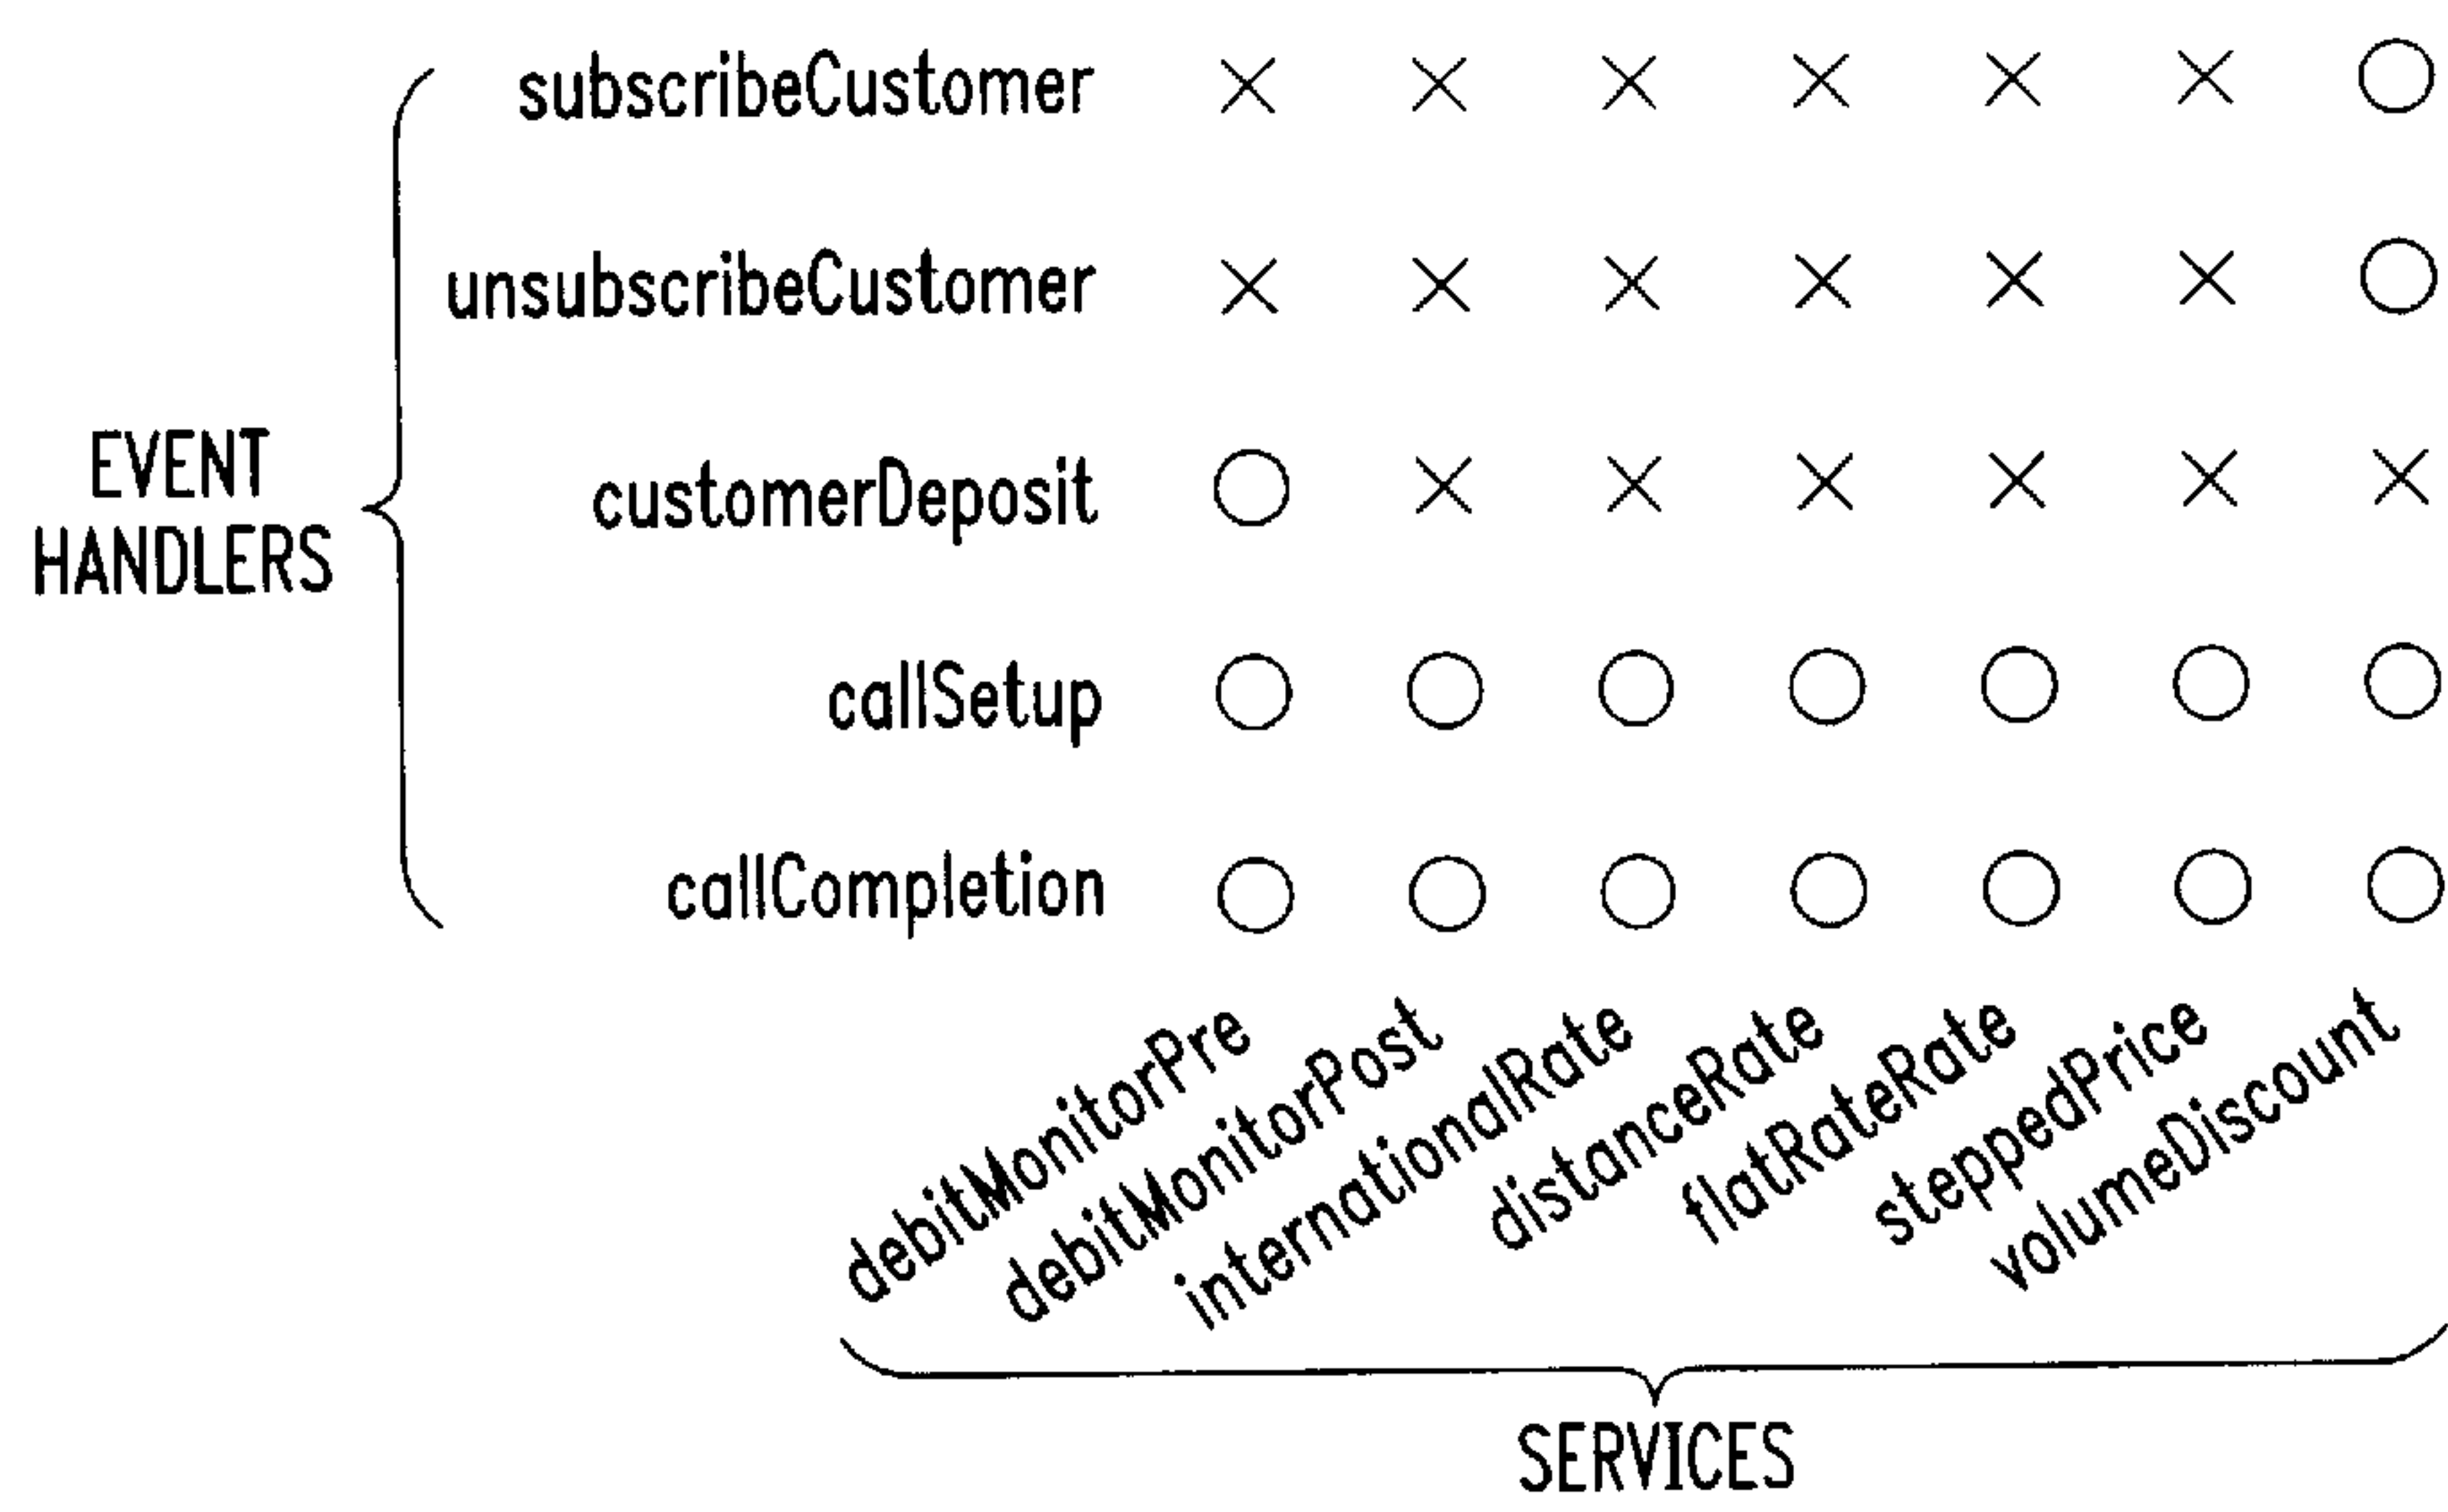 subscribeCustomer
unsubscribeCustomer
EVENT
HANDLERS
customerDeposit
callSetup
callCompletion
debitMonitorPre
debitMonitorPost
internationalRate
distanceRate
flatRateRate
steppedPrice
volumeDiscount
SERVICES